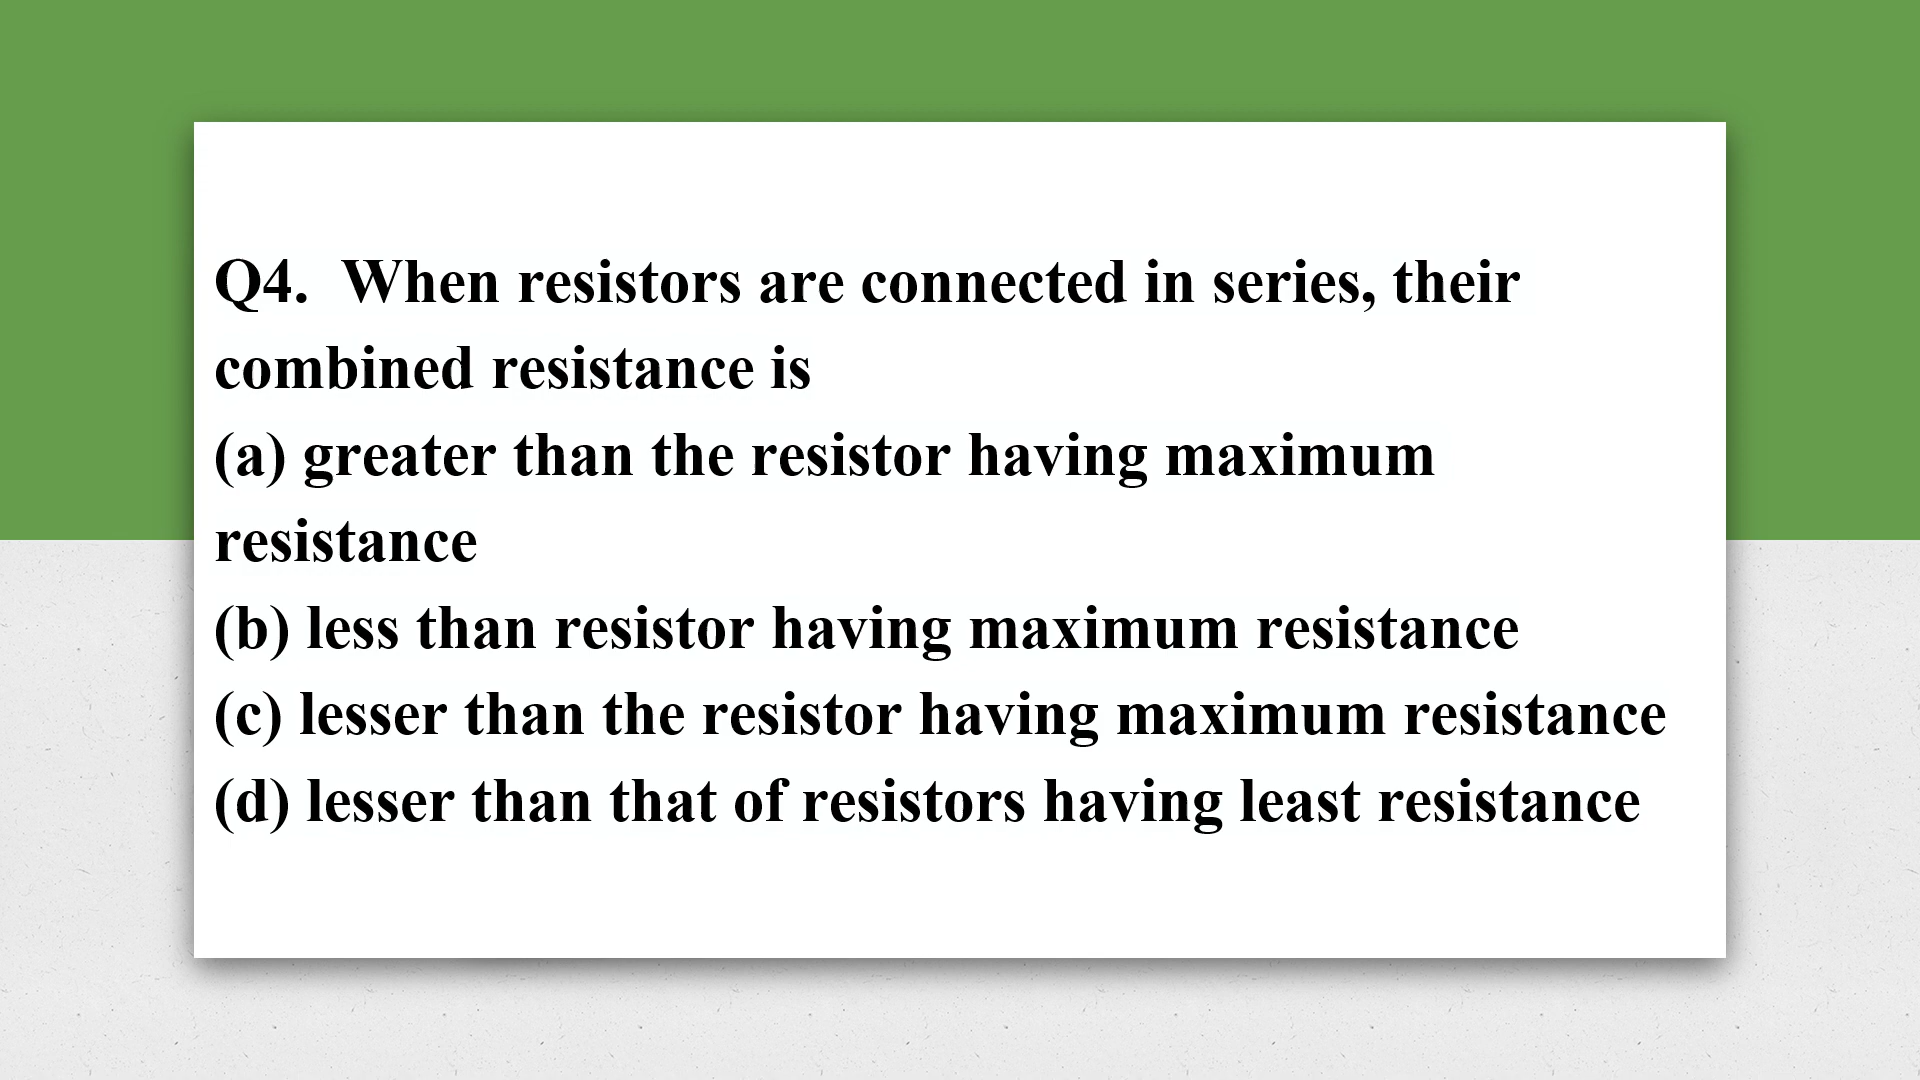 Q4.  When resistors are connected in series, their
combined resistance is
(a) greater than the resistor having maximum
resistance
(b) less than resistor having maximum resistance
(c) lesser than the resistor having maximum resistance
(d) lesser than that of resistors having least resistance